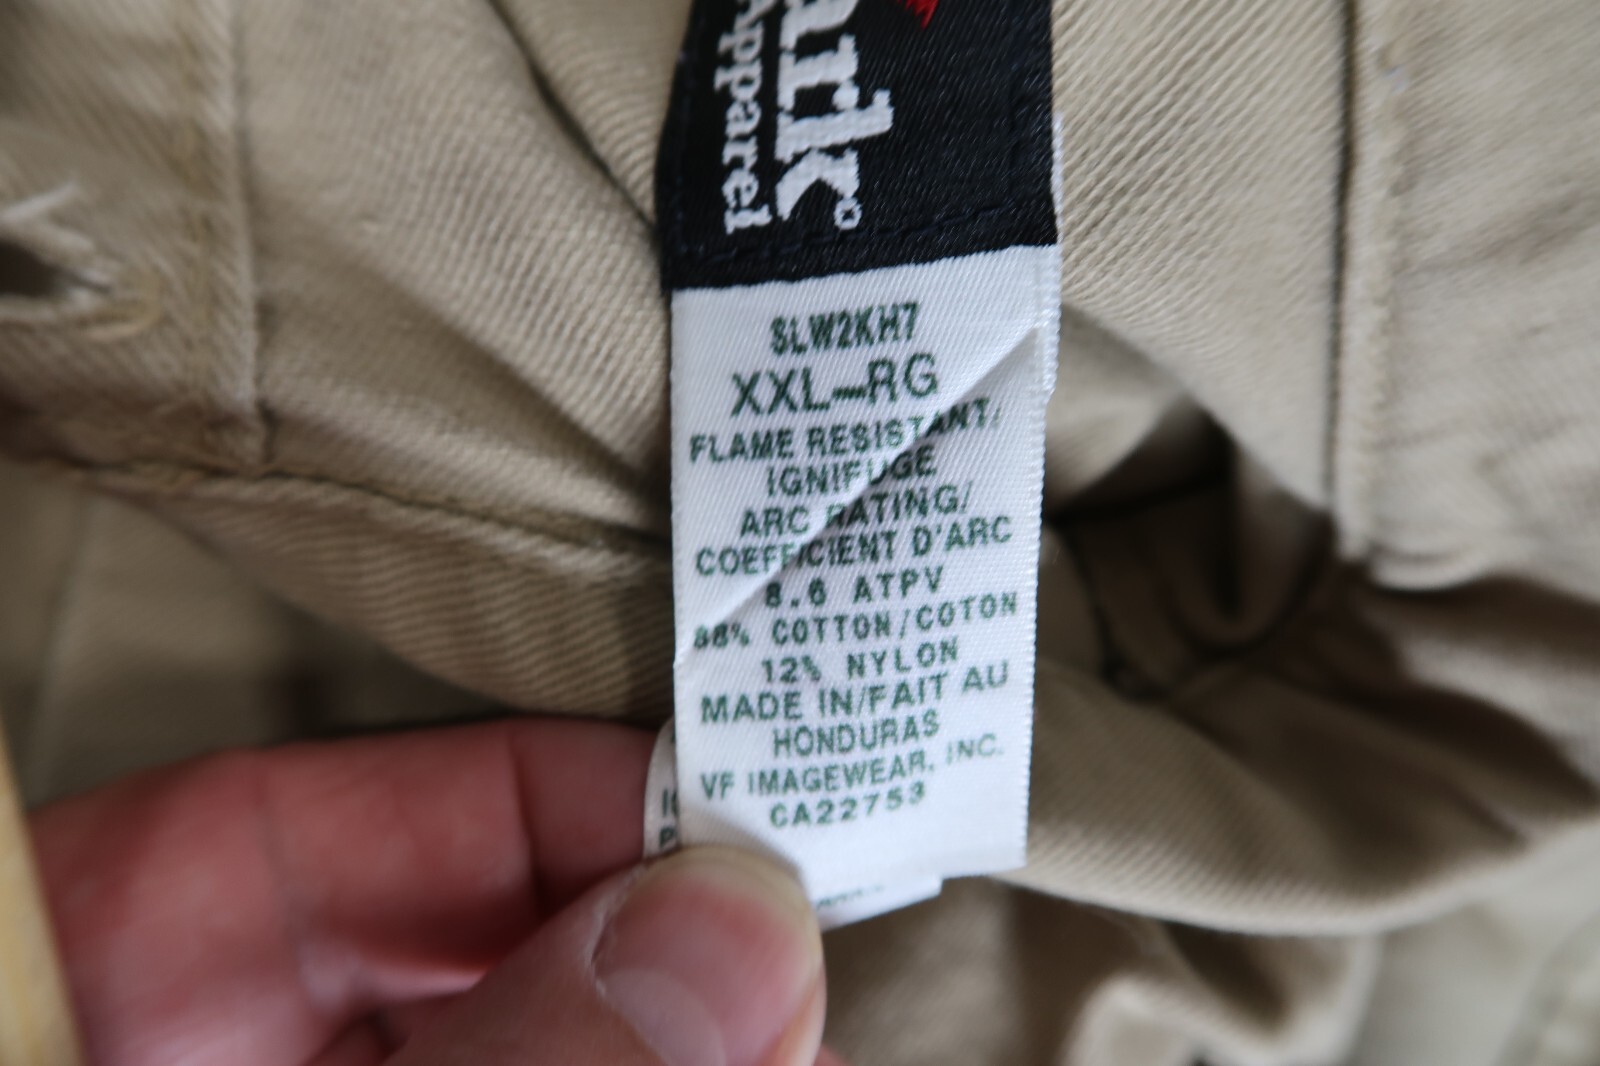 ark®
Apparel
SLW2KH7
XXL-RG
FLAME RESISTANT/
IGNIFUGE
ARC RATING/
COEFFICIENT D'ARC
8.6 ATPV
88% COTTON/COTON
12% NYLON
MADE IN/FAIT AU
HONDURAS
VF IMAGEWEAR, INC.
CA22753